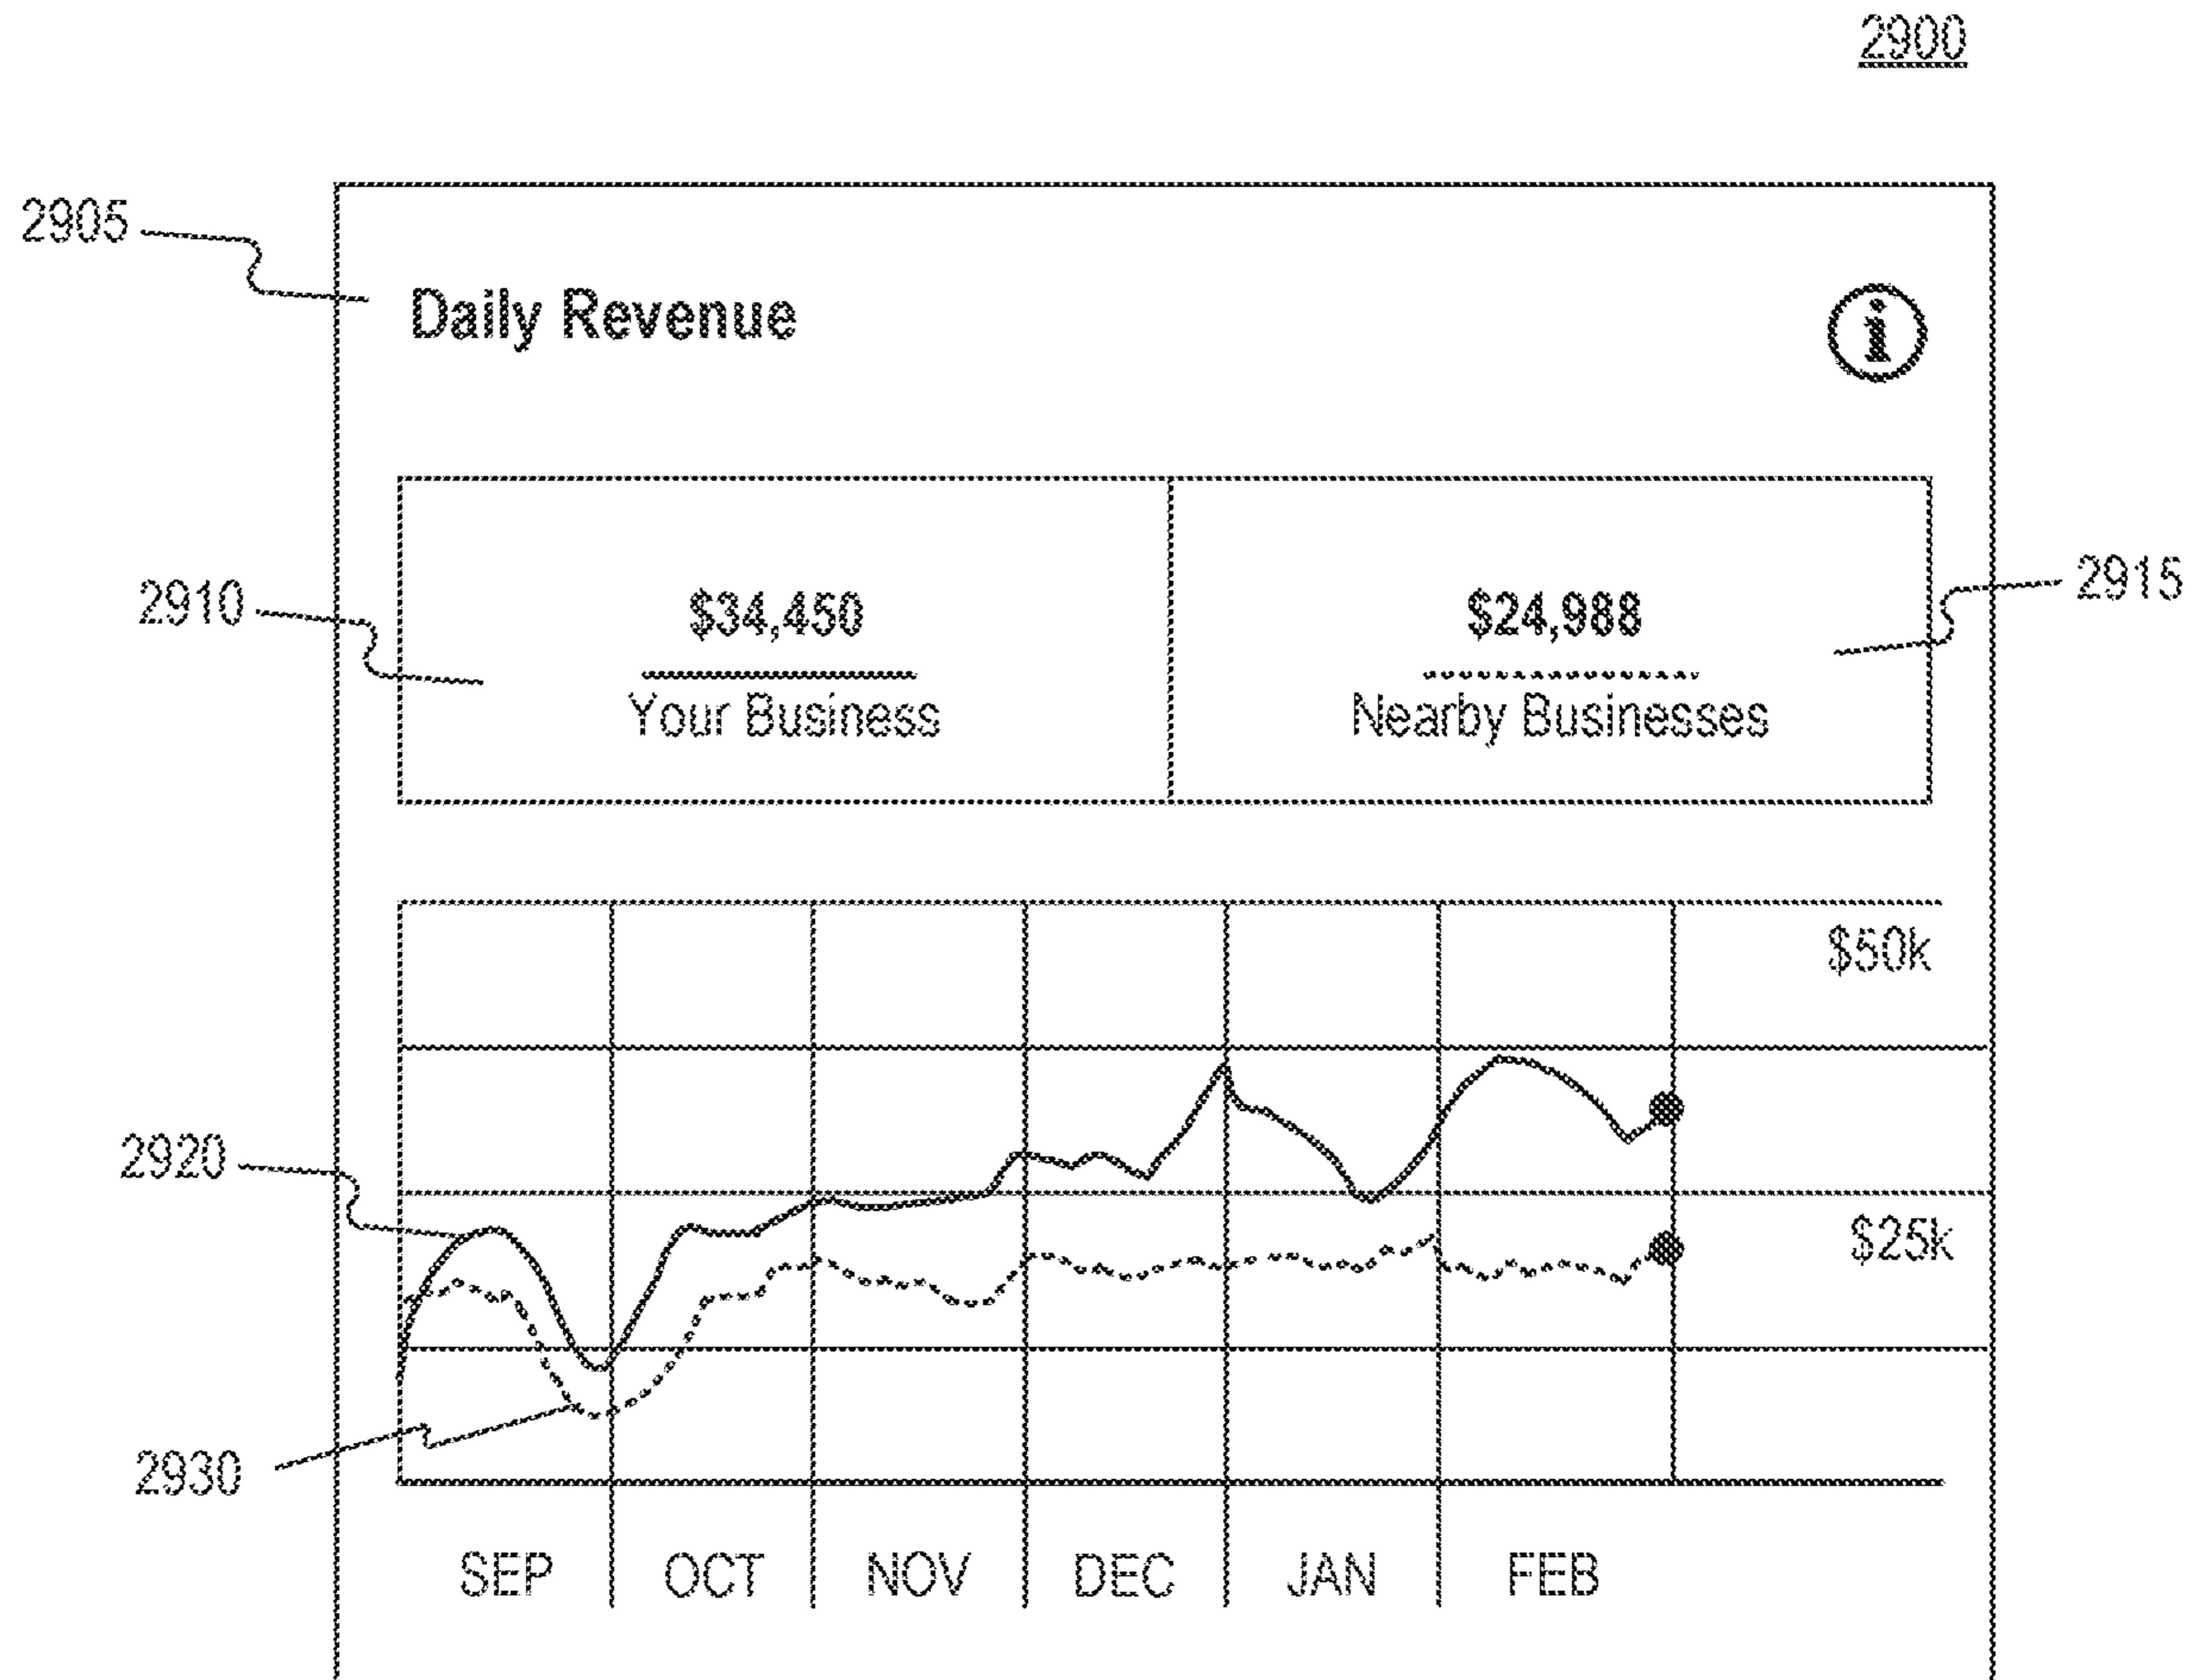 2900
2905
Daily Revenue
i
2910
$34,450
$24,988
2915
Your Business
Nearby Businesses
$50k
2920
$25k
2930
SEP OCT NOV DEC JAN FEB